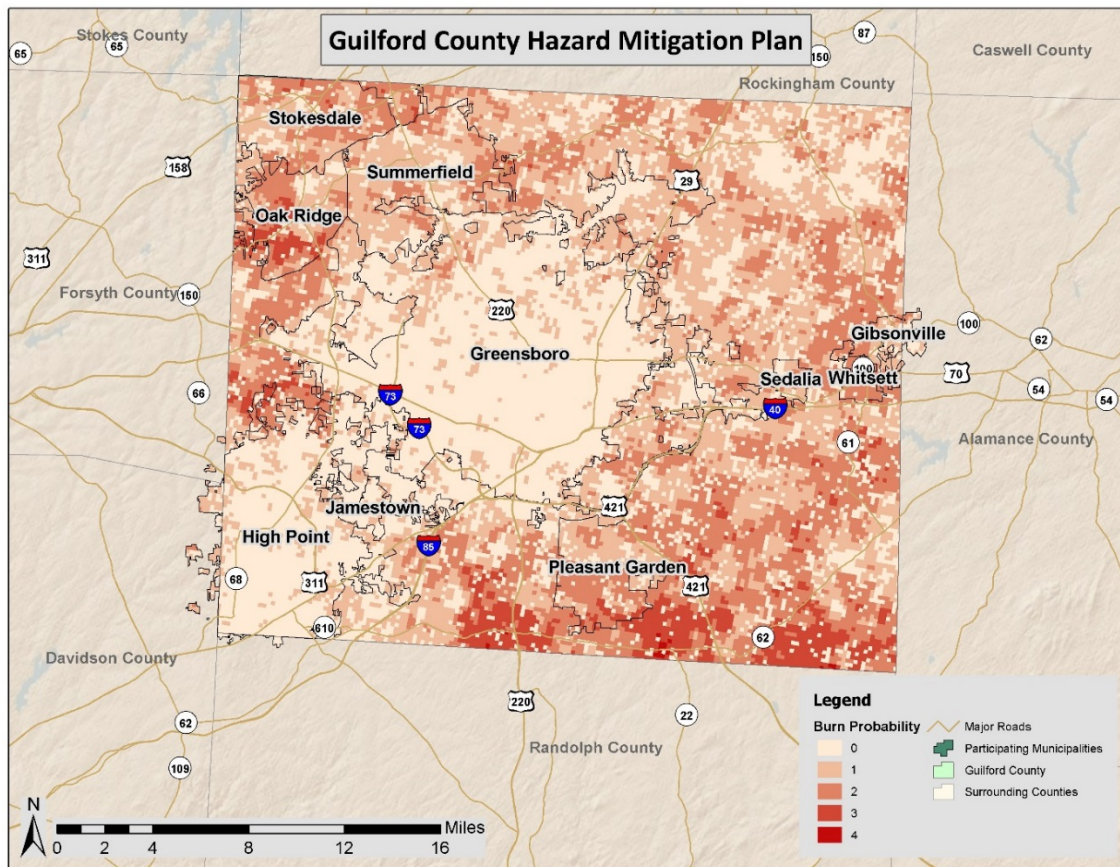 Guilford County Hazard Mitigation Plan
Stokes County
65
65
87
150
Caswell County
Rockingham County
Stokesdale
158
Summerfield
29
Oak Ridge
311
Forsyth County
150
220
Gibsonville
100
62
Greensboro
100
70
Sedalia
Whitsett
66
73
40
54
54
73
61
Alamance County
Jamestown
421
High Point
85
Pleasant Garden
68
311
421
610
62
Davidson County
220
22
62
Randolph County
109
Legend
Burn Probability
0
1
2
3
4
Major Roads
Participating Municipalities
Guilford County
Surrounding Counties
N
Miles
0 2 4 8 12 16